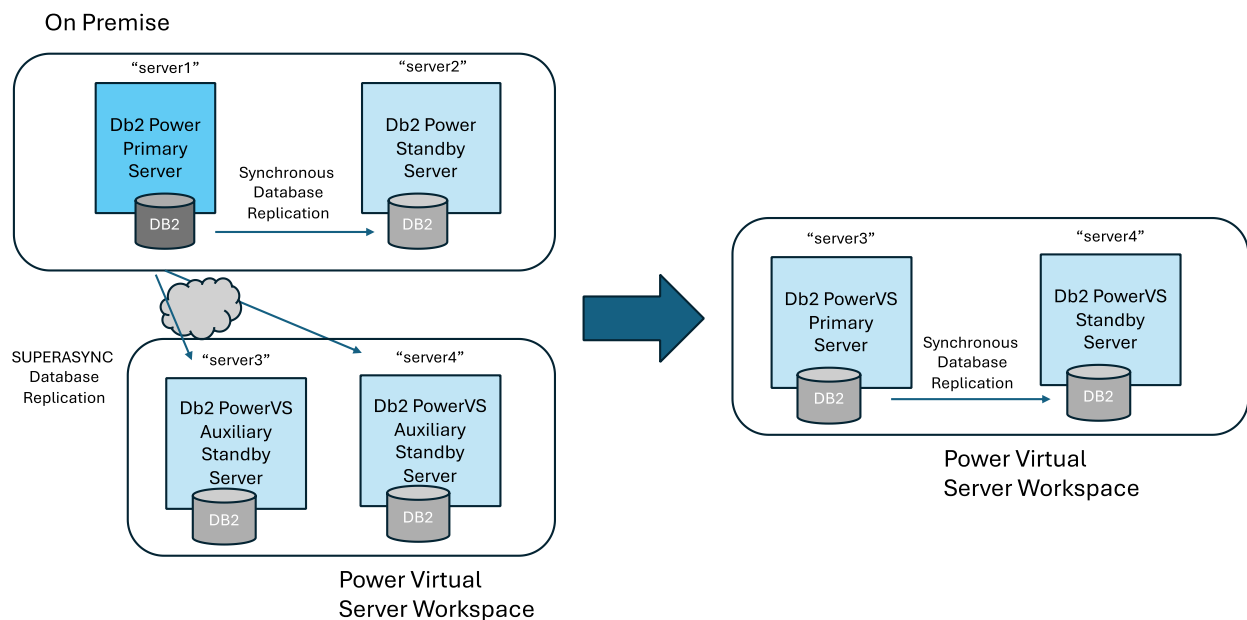 On Premise
“server1”
“server2”
Db2 Power
Primary
Server
DB2
Synchronous
Database
Replication
Db2 Power
Standby
Server
DB2
SUPERASYNC
Database
Replication
“server3”
“server4”
Db2 PowerVS
Auxiliary
Standby
Server
DB2
Db2 PowerVS
Auxiliary
Standby
Server
DB2
Power Virtual
Server Workspace
“server3”
“server4”
Db2 PowerVS
Primary
Server
DB2
Synchronous
Database
Replication
Db2 PowerVS
Standby
Server
DB2
Power Virtual
Server Workspace